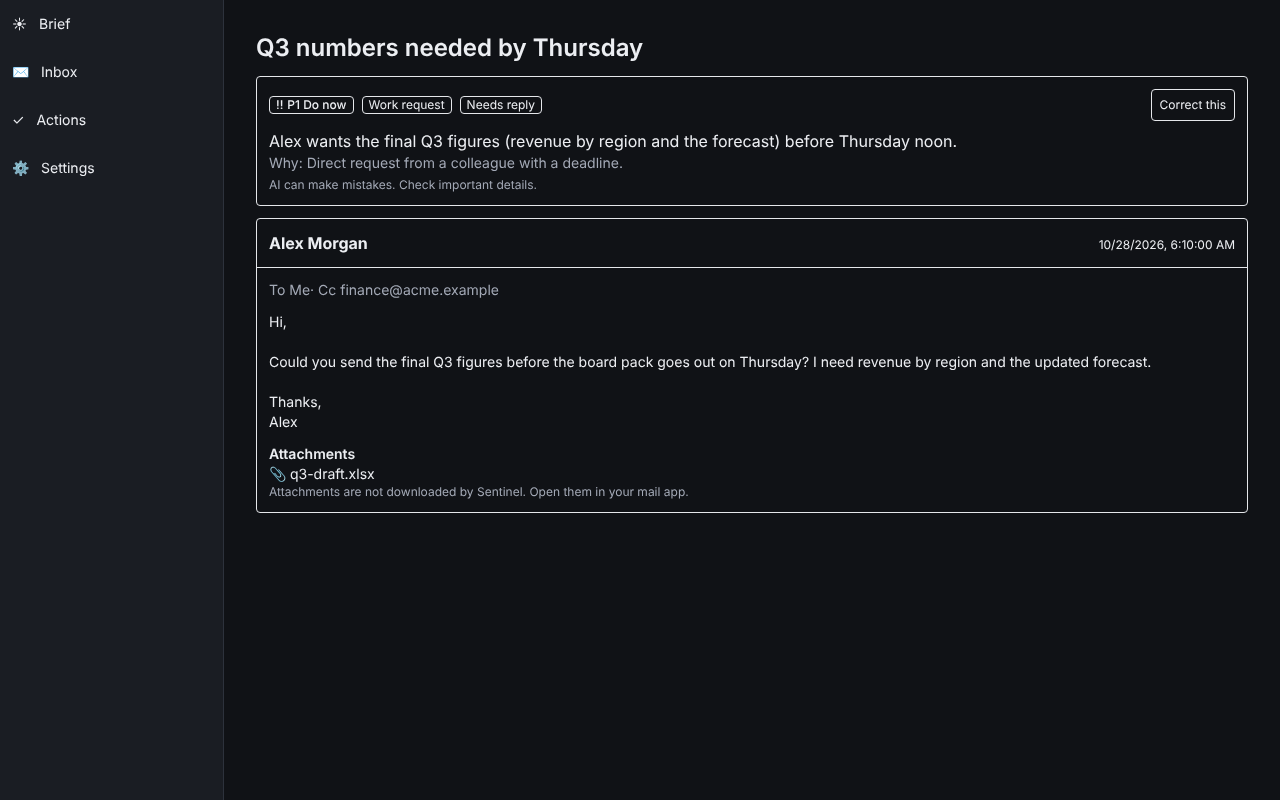 Brief
Inbox
Actions
Settings
Q3 numbers needed by Thursday
!! P1 Do now
Work request
Needs reply
Correct this
Alex wants the final Q3 figures (revenue by region and the forecast) before Thursday noon.
Why: Direct request from a colleague with a deadline.
AI can make mistakes. Check important details.
Alex Morgan
10/28/2026, 6:10:00 AM
To Me· Cc finance@acme.example
Hi,
Could you send the final Q3 figures before the board pack goes out on Thursday? I need revenue by region and the updated forecast.
Thanks,
Alex
Attachments
q3-draft.xlsx
Attachments are not downloaded by Sentinel. Open them in your mail app.